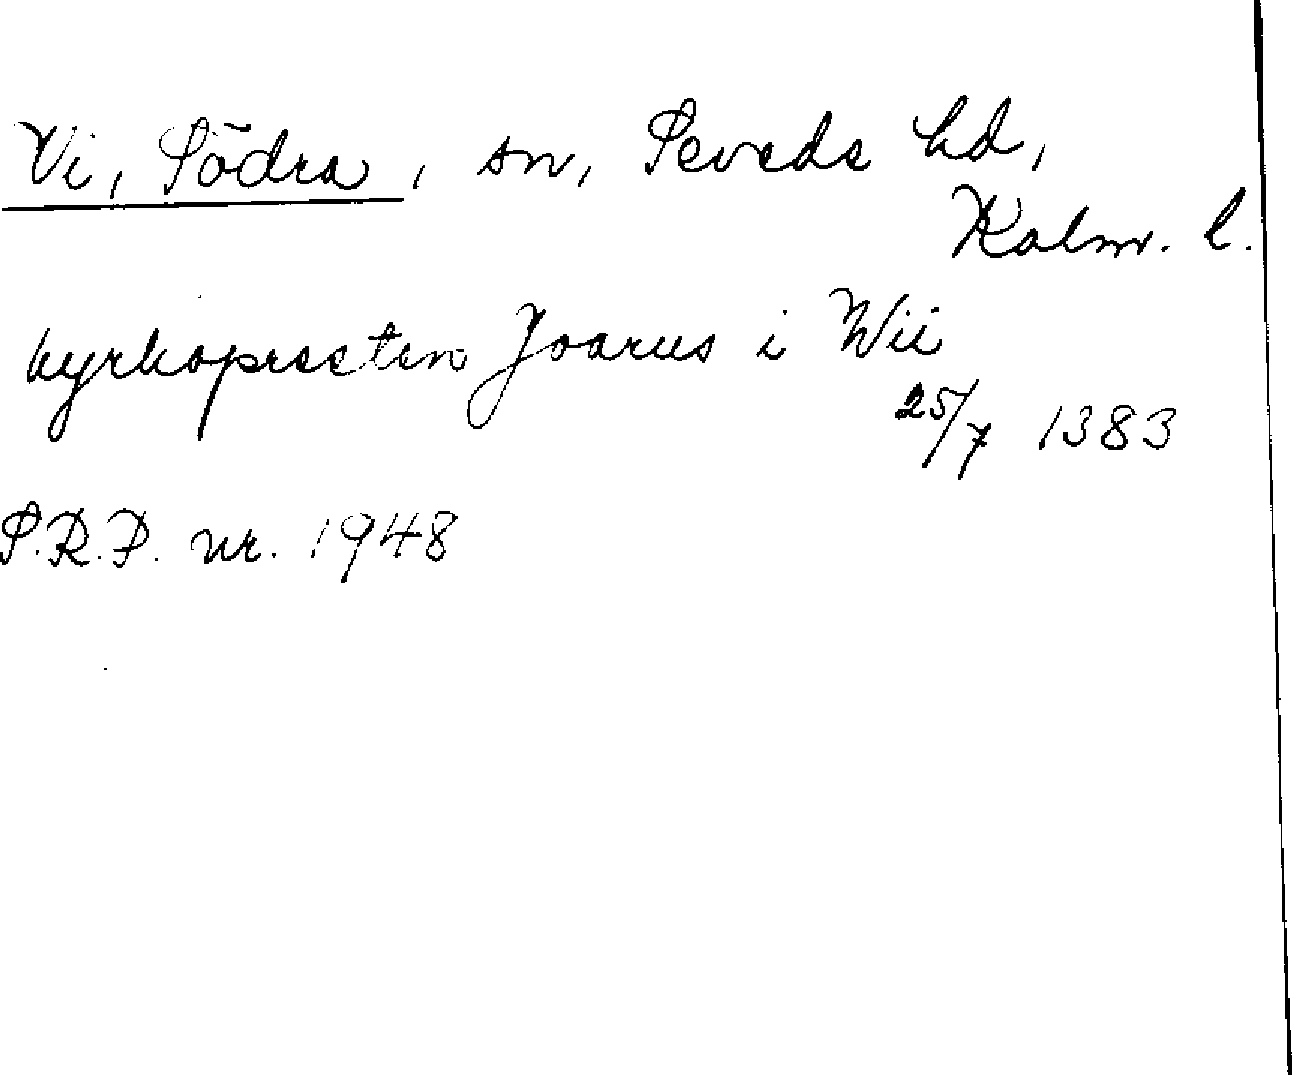 Vi, Södra, sn, Sevede hd,
Kalm. l.
kyrkopresten Joarus i Wii
25/7 1383
S.R.P. nr. 1948